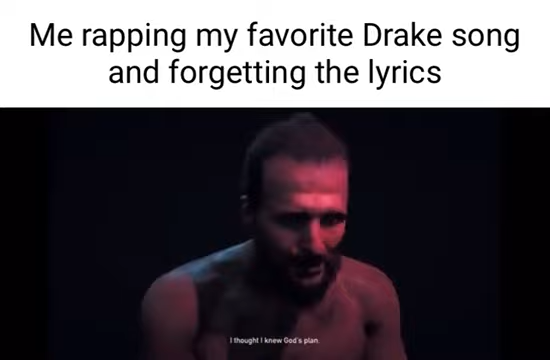 Me rapping my favorite Drake song
and forgetting the lyrics
I thought I knew God's plan.